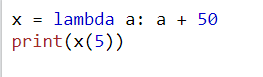 x = lambda a: a + 50
print(x(5))